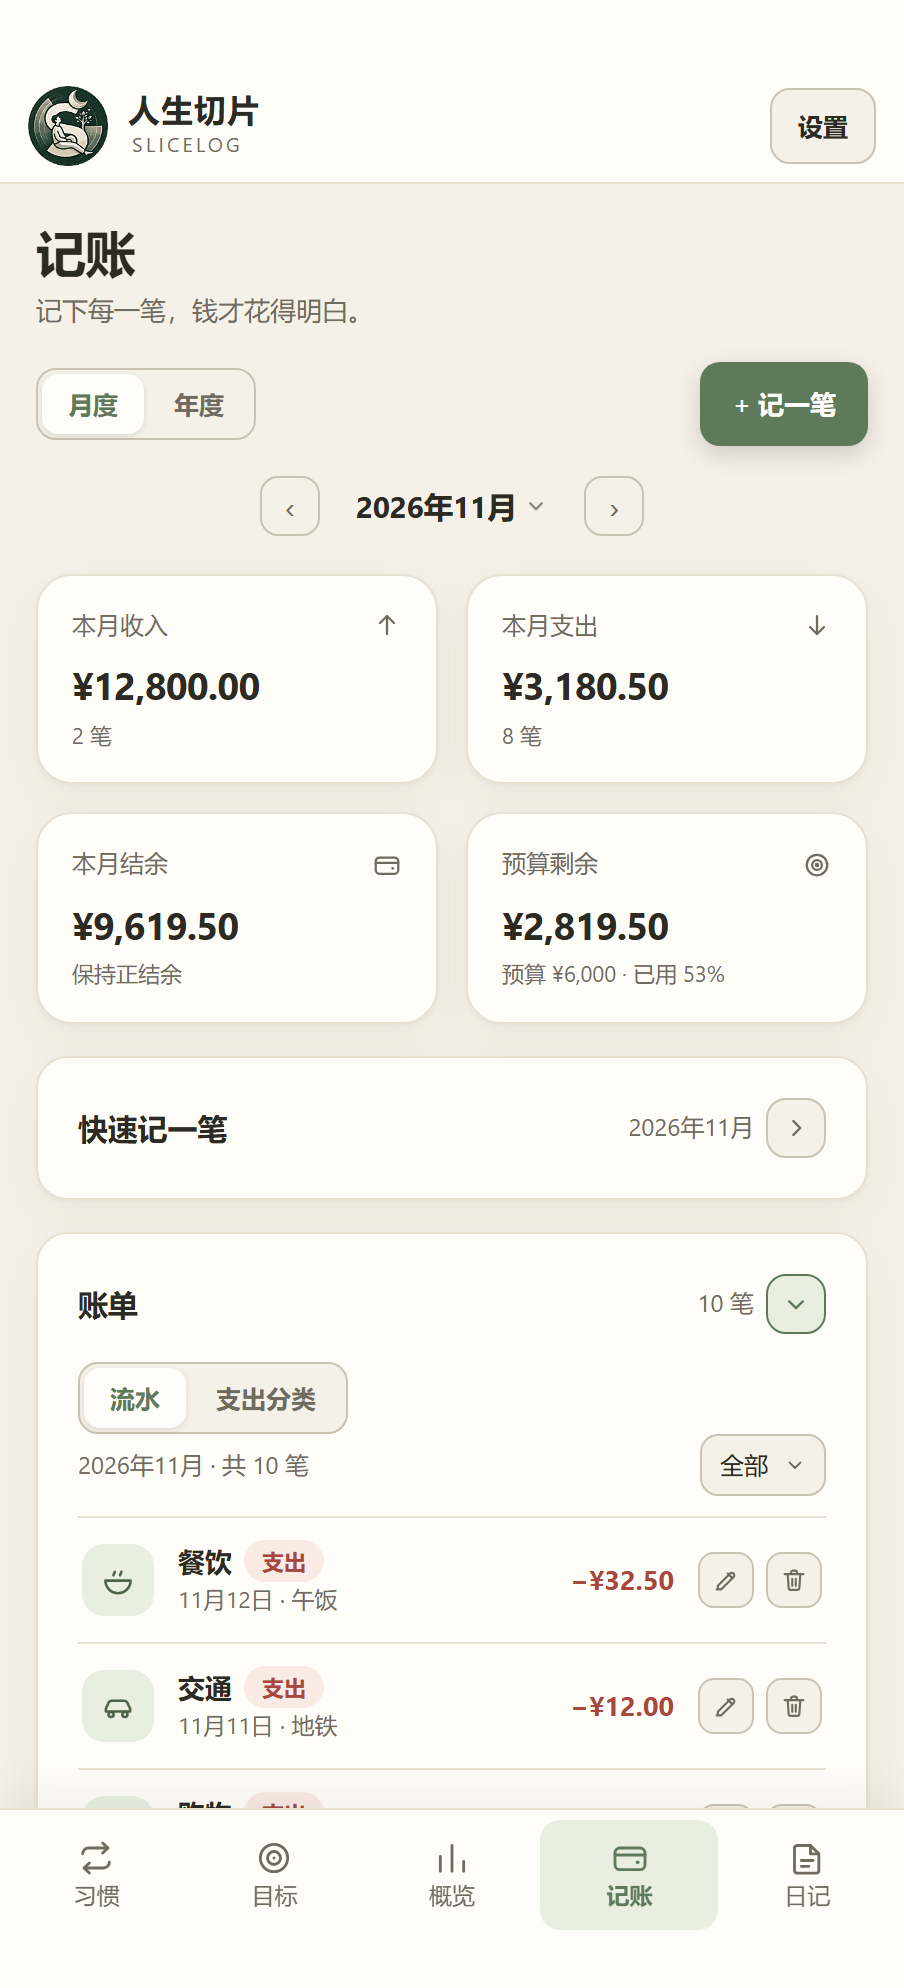 人生切片
SLICELOG
设置
记账
记下每一笔，钱才花得明白。
月度
年度
+ 记一笔
‹
2026年11月
›
本月收入
¥12,800.00
2 笔
本月支出
¥3,180.50
8 笔
本月结余
¥9,619.50
保持正结余
预算剩余
¥2,819.50
预算 ¥6,000 · 已用 53%
快速记一笔
2026年11月
账单
10 笔
流水
支出分类
2026年11月 · 共 10 笔
全部
餐饮 支出
11月12日 · 午饭
−¥32.50
交通 支出
11月11日 · 地铁
−¥12.00
习惯
目标
概览
记账
日记